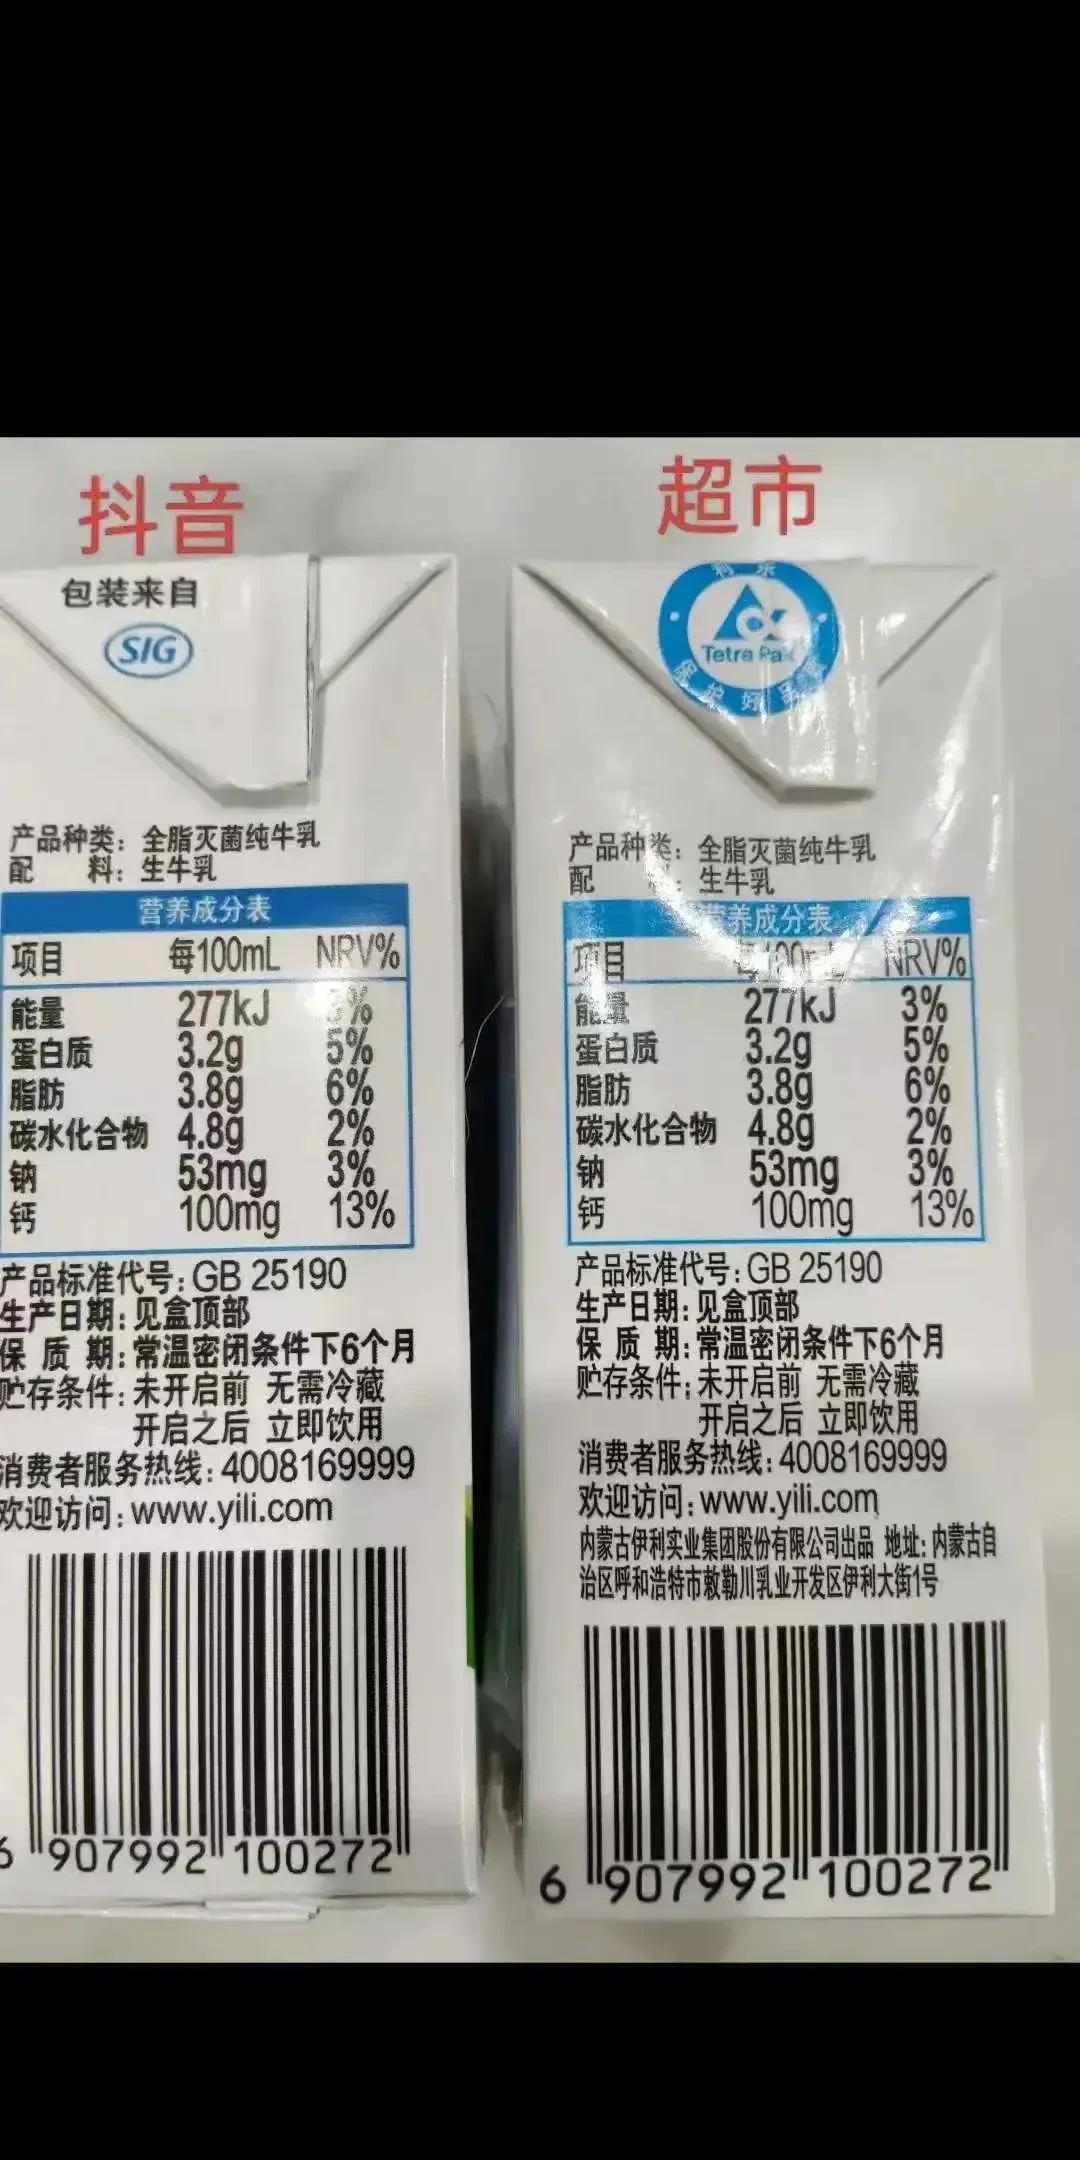 抖音
包装来自
SIG
产品种类：全脂灭菌纯牛乳
配 料：生牛乳
营养成分表
项目 每100mL NRV%
能量 277kJ 3%
蛋白质 3.2g 5%
脂肪 3.8g 6%
碳水化合物 4.8g 2%
钠 53mg 3%
钙 100mg 13%
产品标准代号：GB 25190
生产日期：见盒顶部
保 质 期：常温密闭条件下6个月
贮存条件：未开启前 无需冷藏
开启之后 立即饮用
消费者服务热线：4008169999
欢迎访问：www.yili.com
6 907992 100272
超市
利乐
Tetra Pak
保护好品质
产品种类：全脂灭菌纯牛乳
配 料：生牛乳
营养成分表
项目 每100mL NRV%
能量 277kJ 3%
蛋白质 3.2g 5%
脂肪 3.8g 6%
碳水化合物 4.8g 2%
钠 53mg 3%
钙 100mg 13%
产品标准代号：GB 25190
生产日期：见盒顶部
保 质 期：常温密闭条件下6个月
贮存条件：未开启前 无需冷藏
开启之后 立即饮用
消费者服务热线：4008169999
欢迎访问：www.yili.com
内蒙古伊利实业集团股份有限公司出品 地址：内蒙古自
治区呼和浩特市敕勒川乳业开发区伊利大街1号
6 907992 100272